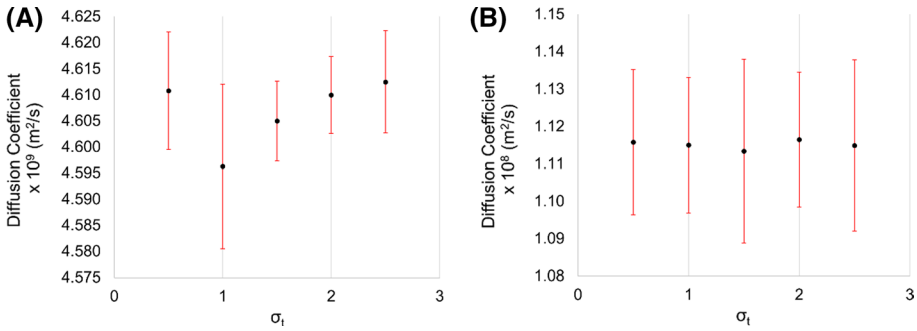 (A)
Diffusion Coefficient
x 10⁹ (m²/s)
4.625
4.620
4.615
4.610
4.605
4.600
4.595
4.590
4.585
4.580
4.575
0 1 2 3
σt
(B)
Diffusion Coefficient
x 10⁸ (m²/s)
1.15
1.14
1.13
1.12
1.11
1.10
1.09
1.08
0 1 2 3
σt